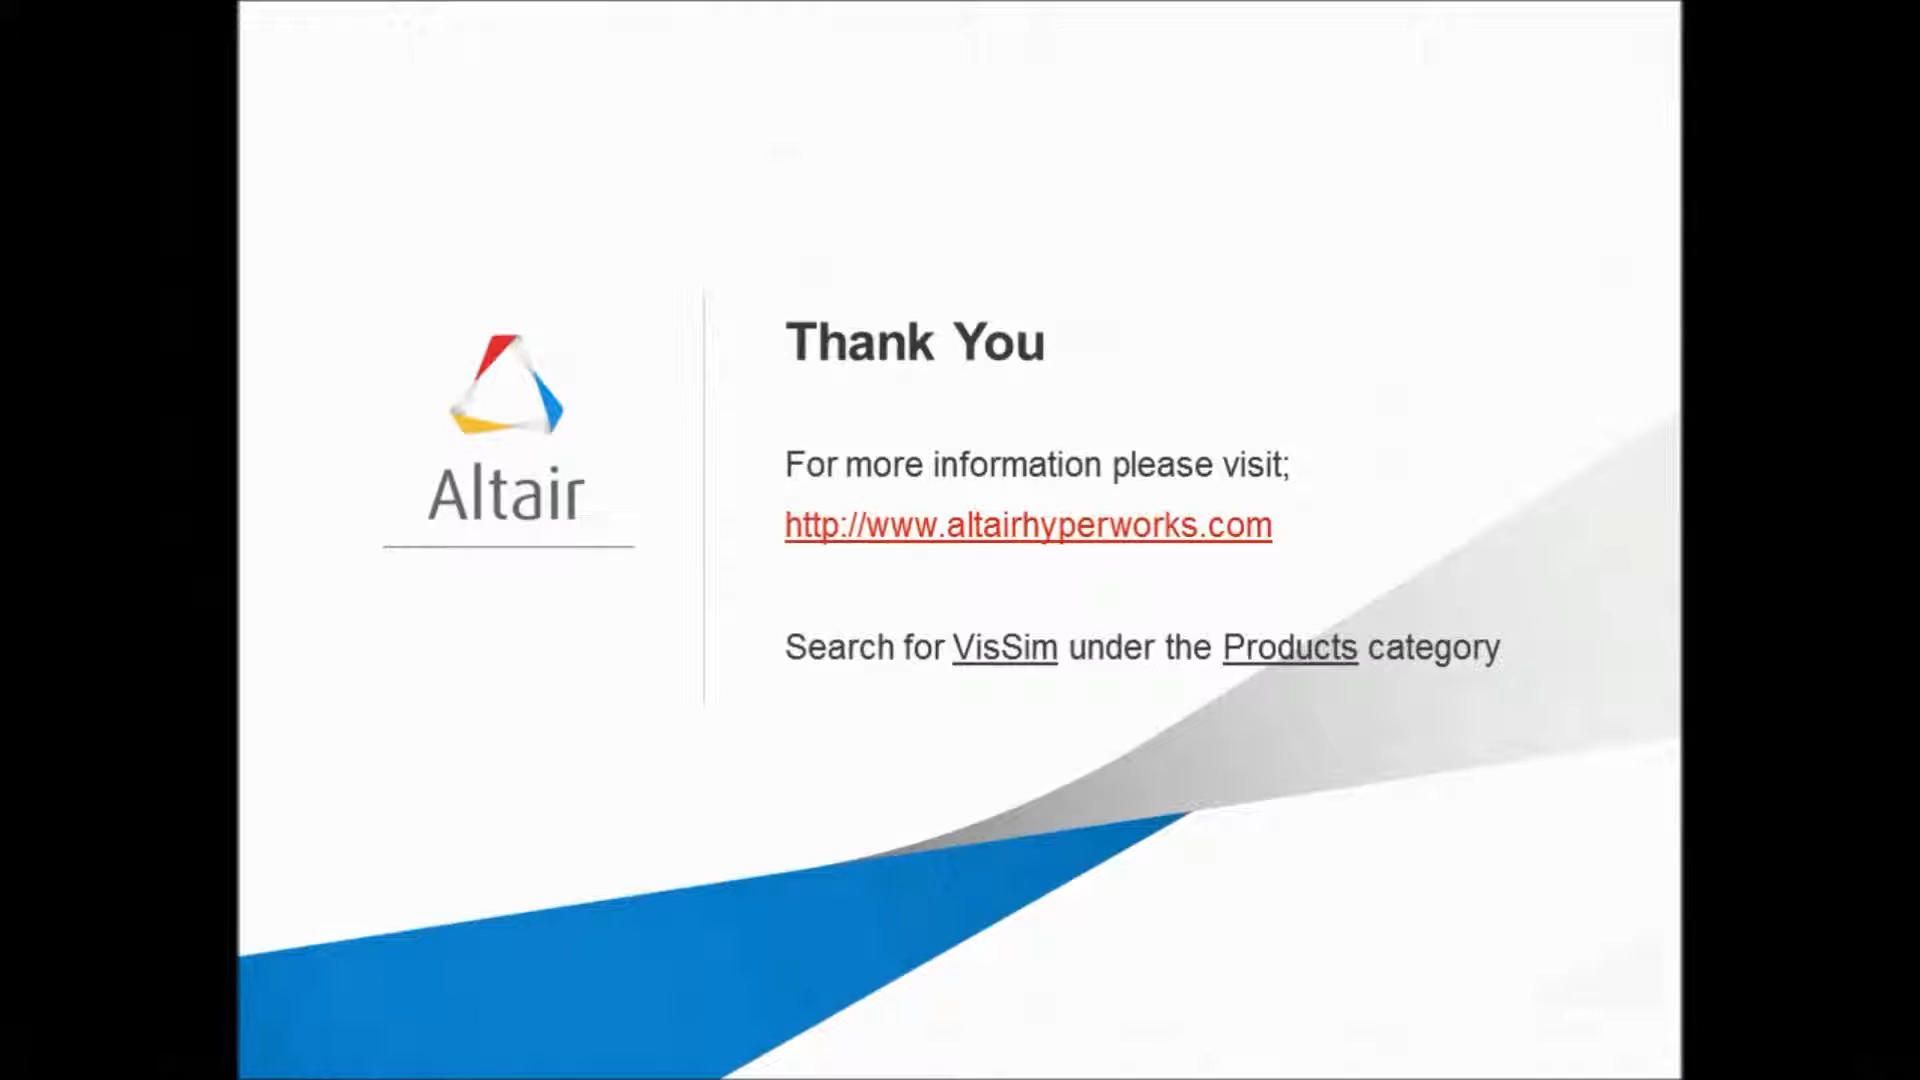 Altair
Thank You
For more information please visit;
http://www.altairhyperworks.com
Search for VisSim under the Products category